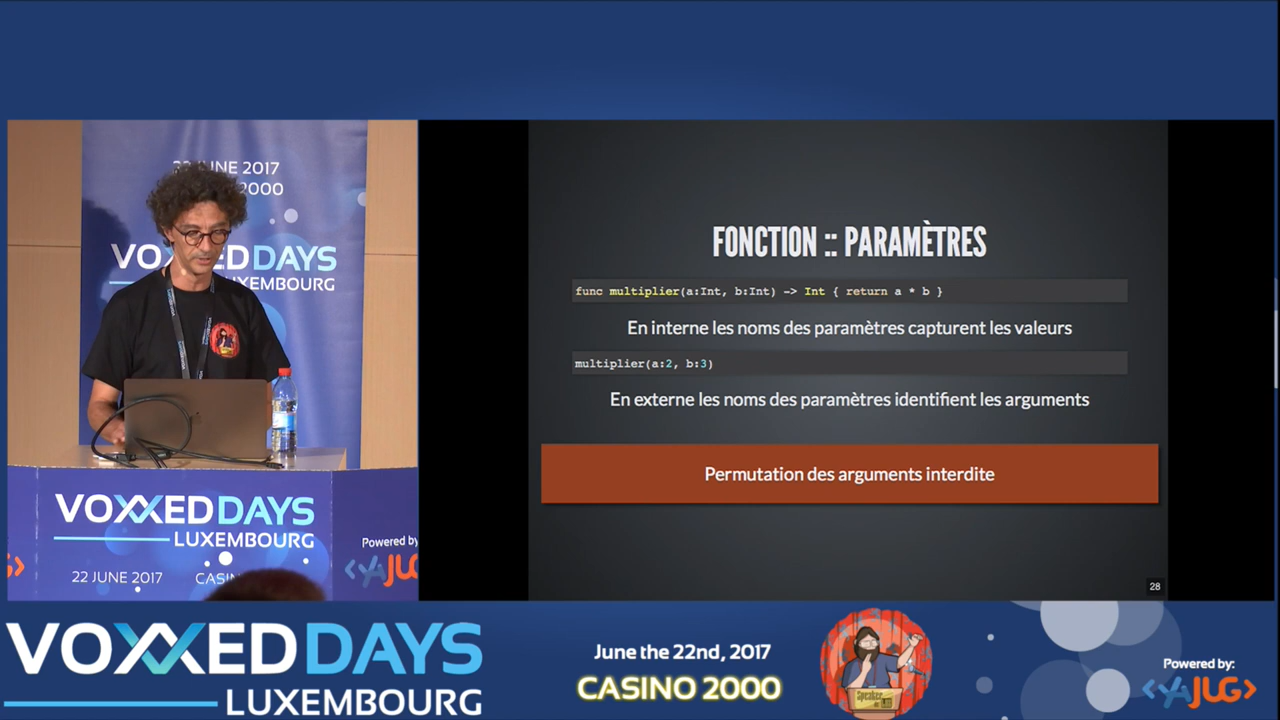 22 JUNE 2017
2000
VOXXED DAYS
LUXEMBOURG
VOXXED DAYS
LUXEMBOURG
22 JUNE 2017
Powered by
YAJUG
FONCTION :: PARAMÈTRES
func multiplier(a:Int, b:Int) -> Int { return a * b }
En interne les noms des paramètres capturent les valeurs
multiplier(a:2, b:3)
En externe les noms des paramètres identifient les arguments
Permutation des arguments interdite
28
VOXXED DAYS
LUXEMBOURG
June the 22nd, 2017
CASINO 2000
Speaker
Powered by:
<YAJUG>